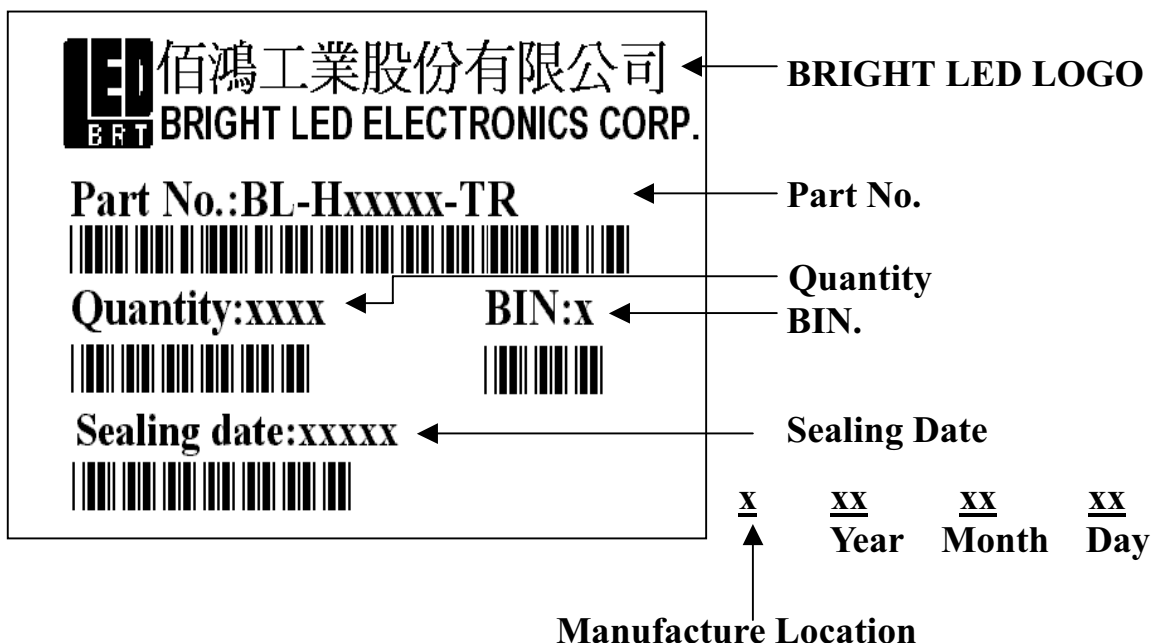 LED 佰鴻工業股份有限公司
BRT BRIGHT LED ELECTRONICS CORP.
BRIGHT LED LOGO
Part No.:BL-Hxxxxx-TR
Part No.
Quantity:xxxx
BIN:x
Quantity
BIN.
Sealing date:xxxxx
Sealing Date
x xx xx xx
Year Month Day
Manufacture Location